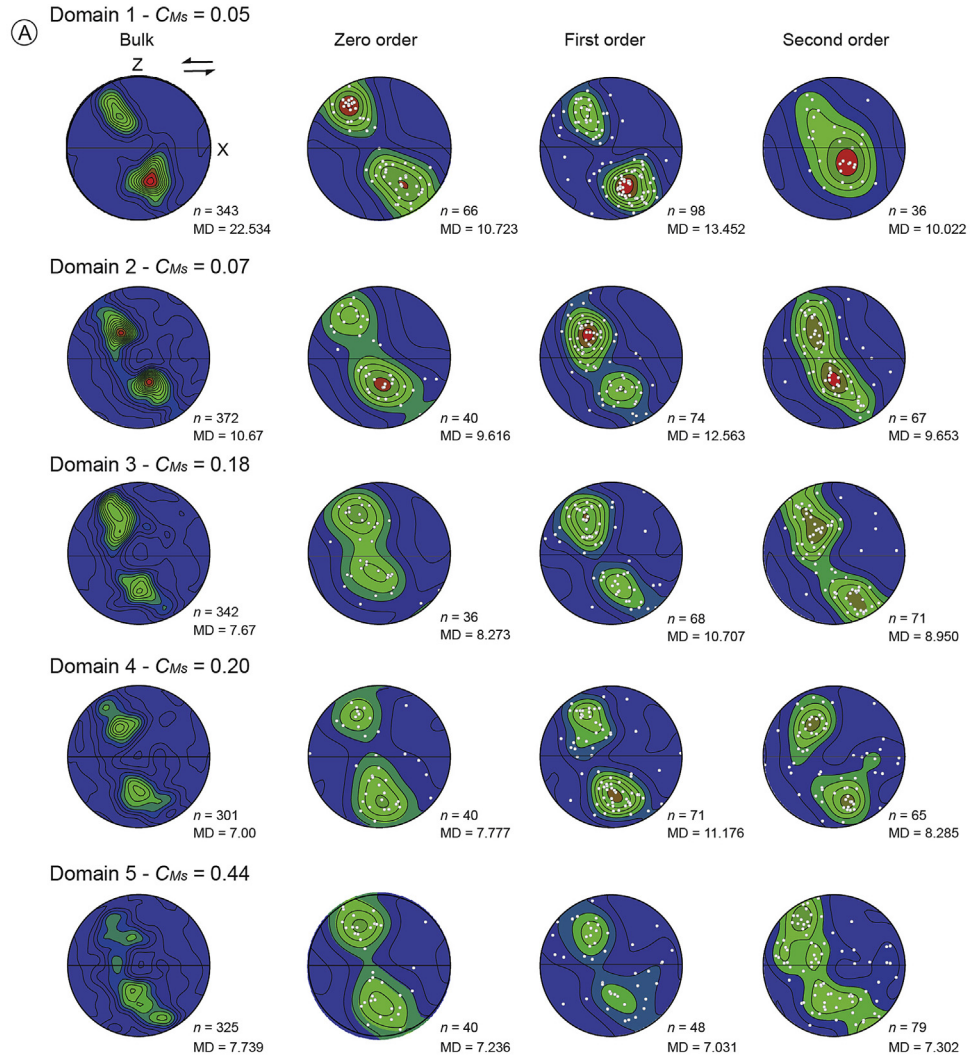 A
Domain 1 - CMs = 0.05
Bulk
Zero order
First order
Second order
Z
X
n = 343
MD = 22.534
n = 66
MD = 10.723
n = 98
MD = 13.452
n = 36
MD = 10.022
Domain 2 - CMs = 0.07
n = 372
MD = 10.67
n = 40
MD = 9.616
n = 74
MD = 12.563
n = 67
MD = 9.653
Domain 3 - CMs = 0.18
n = 342
MD = 7.67
n = 36
MD = 8.273
n = 68
MD = 10.707
n = 71
MD = 8.950
Domain 4 - CMs = 0.20
n = 301
MD = 7.00
n = 40
MD = 7.777
n = 71
MD = 11.176
n = 65
MD = 8.285
Domain 5 - CMs = 0.44
n = 325
MD = 7.739
n = 40
MD = 7.236
n = 48
MD = 7.031
n = 79
MD = 7.302